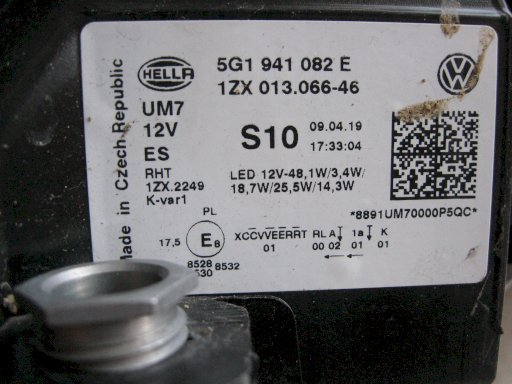 Made in Czech Republic
HELLA
5G1 941 082 E
1ZX 013.066-46
UM7
12V
ES
S10
09.04.19
17:33:04
RHT
1ZX.2249
K-var1
LED 12V-48,1W/3,4W/
18,7W/25,5W/14,3W
*8891UM70000P5QC*
PL
17,5
E8
XCCVVEERRT RL A 1a K
01 00 02 01 01
8528 8532